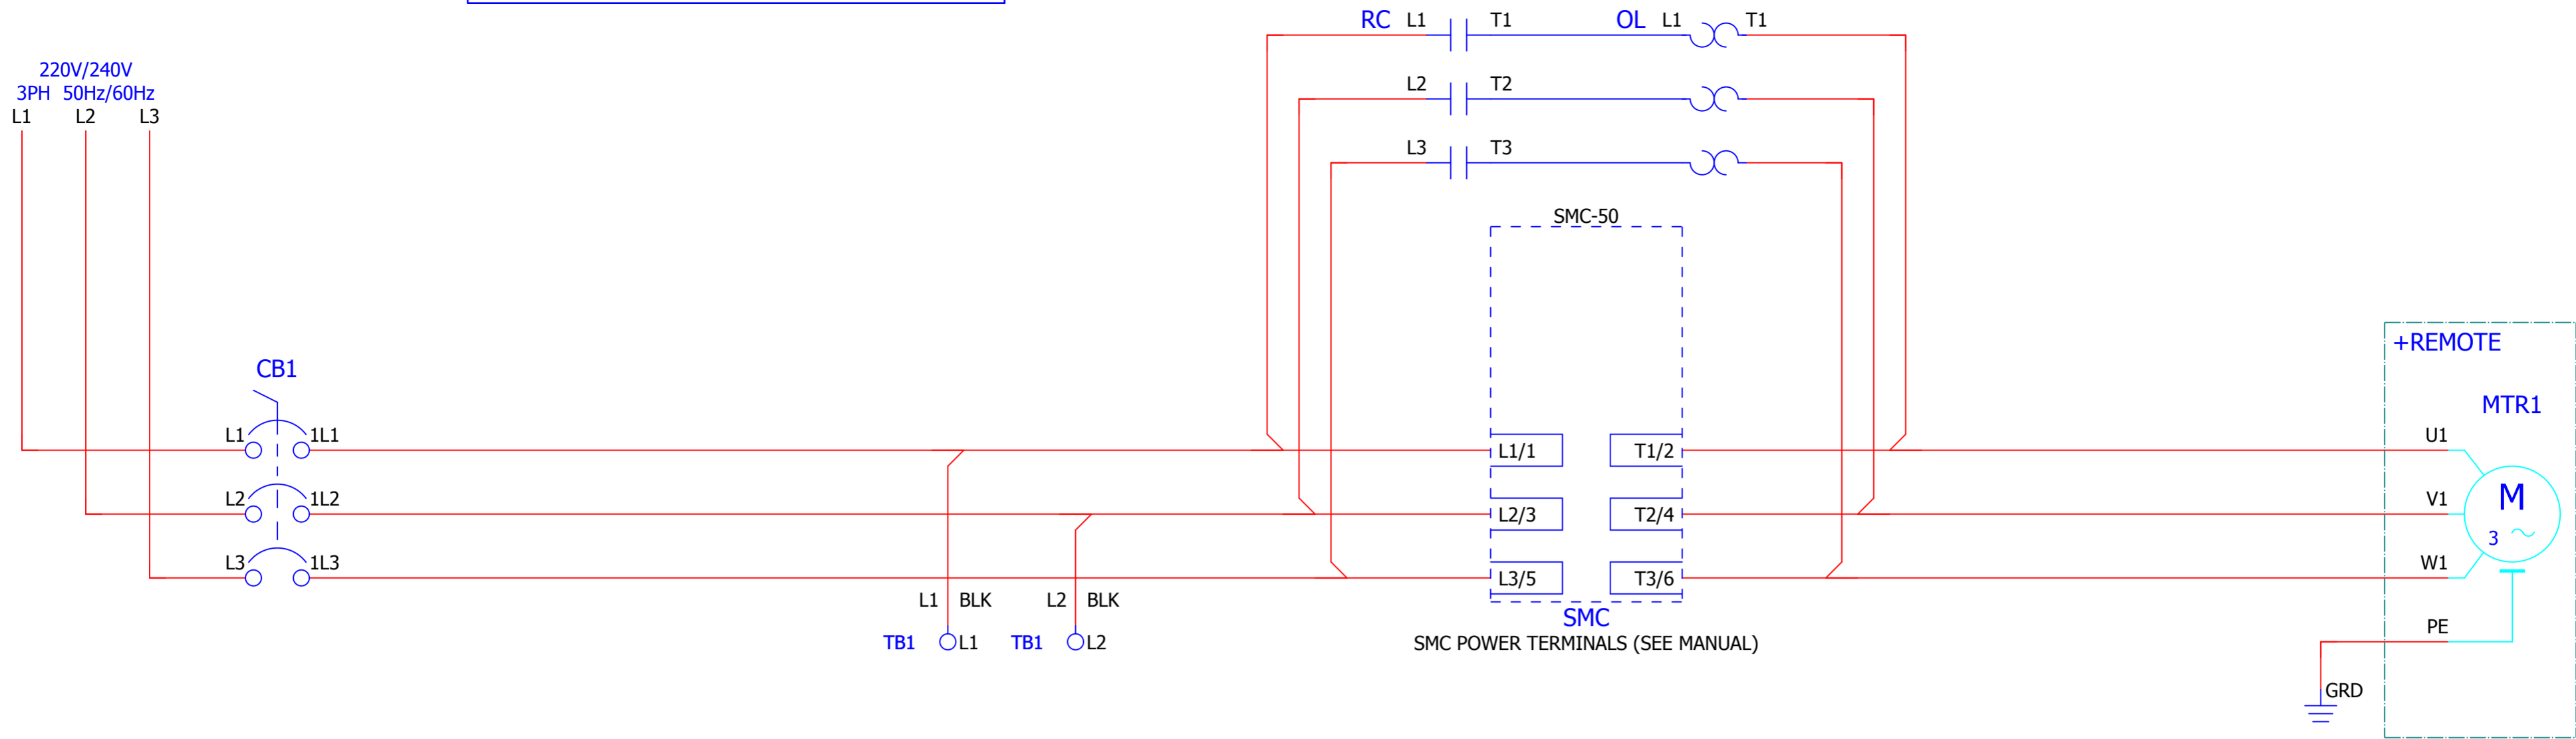 RC L1 T1 OL L1 T1
220V/240V
3PH 50Hz/60Hz
L1 L2 L3
L2 T2
L3 T3
SMC-50
+REMOTE
CB1
MTR1
L1 1L1 L1/1 T1/2 U1
L2 1L2 L2/3 T2/4 V1
M
3 ~
L3 1L3 L3/5 T3/6 W1
L1 BLK L2 BLK
SMC
TB1 L1 TB1 L2 SMC POWER TERMINALS (SEE MANUAL)
PE
GRD